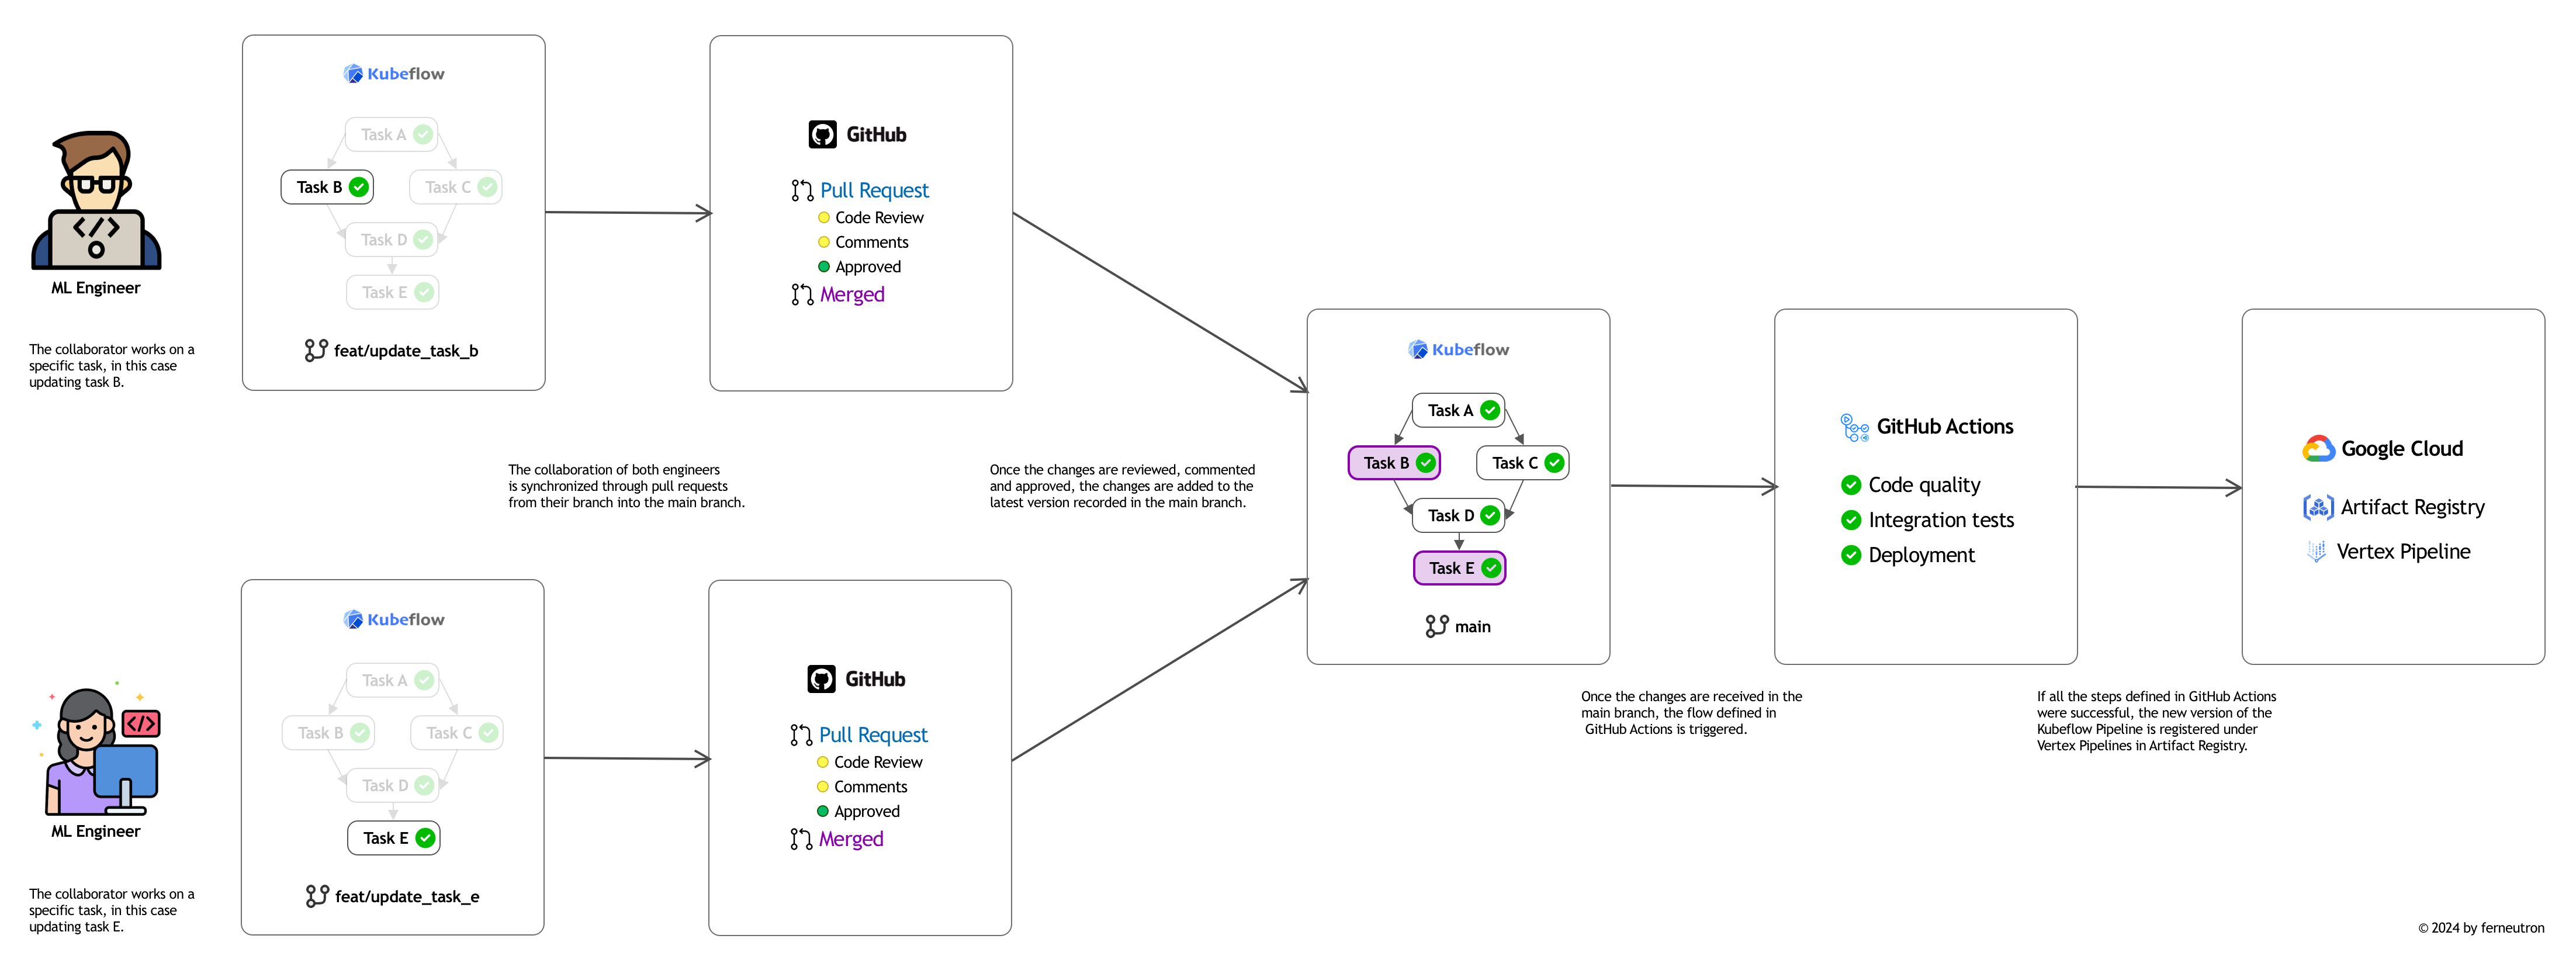 Kubeflow
Task A
Task B
Task C
Task D
Task E
feat/update_task_b
ML Engineer
The collaborator works on a
specific task, in this case
updating task B.
GitHub
Pull Request
Code Review
Comments
Approved
Merged
The collaboration of both engineers
is synchronized through pull requests
from their branch into the main branch.
Once the changes are reviewed, commented
and approved, the changes are added to the
latest version recorded in the main branch.
Kubeflow
Task A
Task B
Task C
Task D
Task E
feat/update_task_e
ML Engineer
The collaborator works on a
specific task, in this case
updating task E.
GitHub
Pull Request
Code Review
Comments
Approved
Merged
Kubeflow
Task A
Task B
Task C
Task D
Task E
main
Once the changes are received in the
main branch, the flow defined in
GitHub Actions is triggered.
GitHub Actions
Code quality
Integration tests
Deployment
If all the steps defined in GitHub Actions
were successful, the new version of the
Kubeflow Pipeline is registered under
Vertex Pipelines in Artifact Registry.
Google Cloud
Artifact Registry
Vertex Pipeline
© 2024 by ferneutron